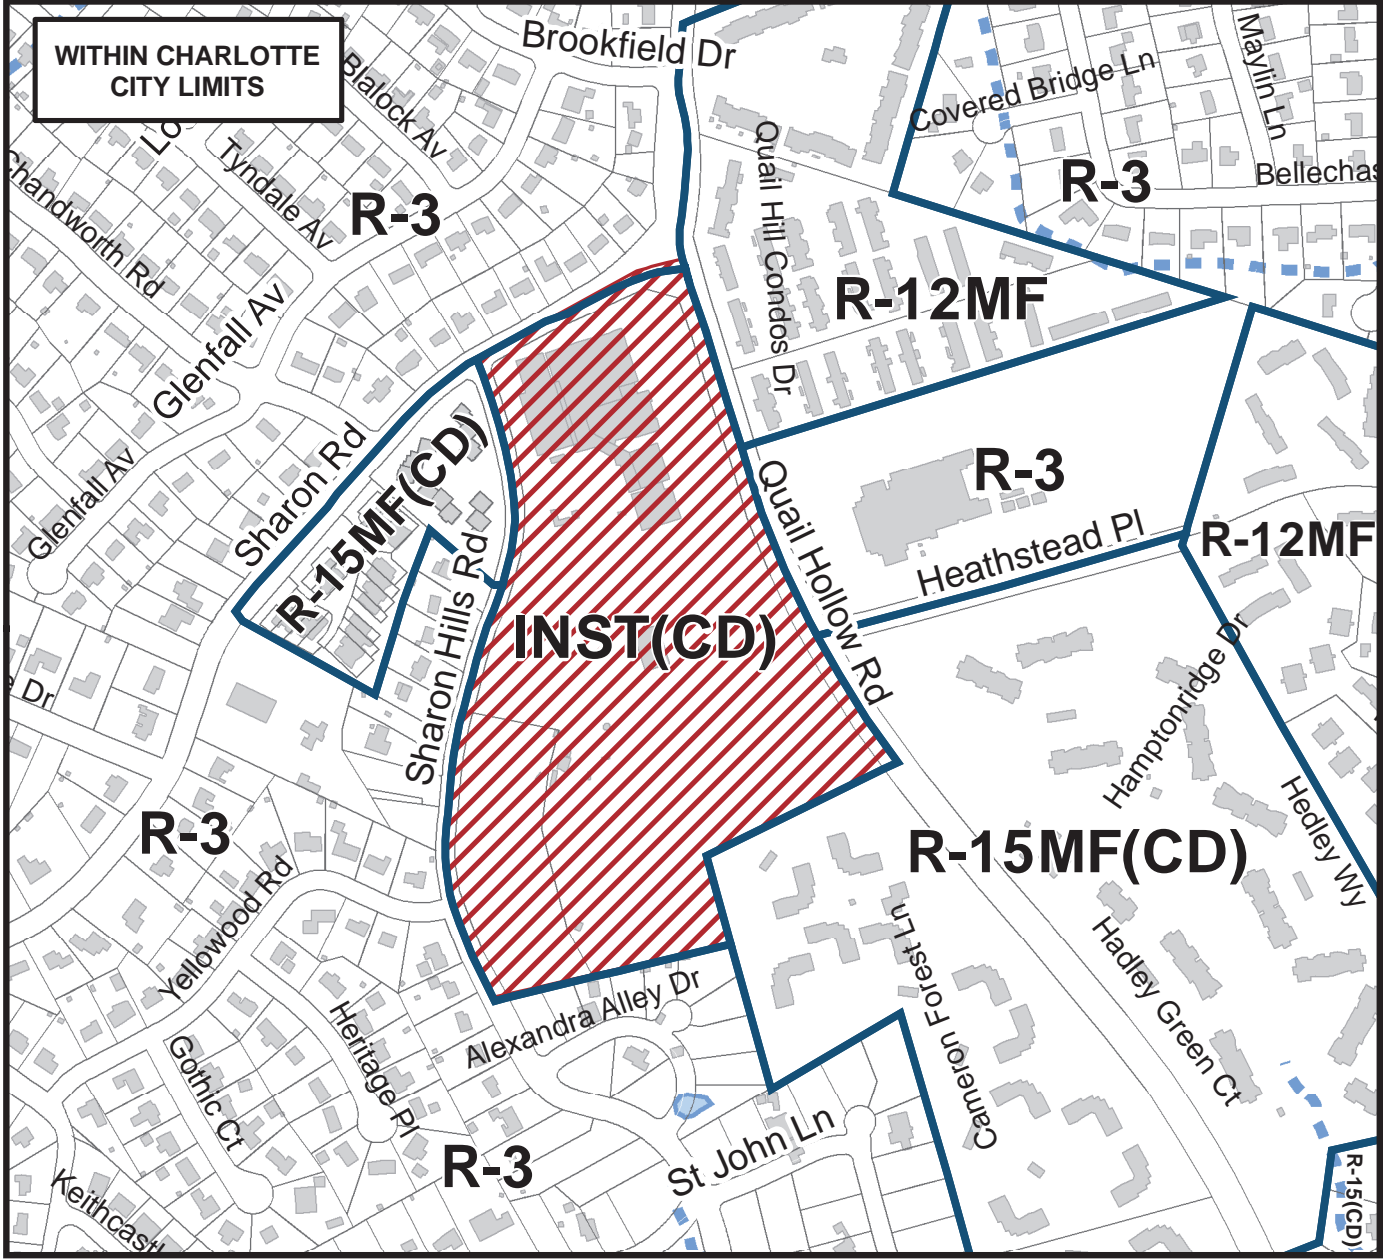 WITHIN CHARLOTTE
CITY LIMITS
Brookfield Dr
Blalock Av
Lo
Tyndale Av
Chandworth Rd
R-3
Glenfall Av
Glenfall Av
Sharon Rd
Covered Bridge Ln
Maylin Ln
Bellechas
R-3
Quail Hill Condos Dr
R-12MF
R-15MF(CD)
R-3
Quail Hollow Rd
Heathstead Pl
R-12MF
Sharon Hills Rd
INST(CD)
Hamptonridge Dr
Dr
Hedley Wy
R-3
R-15MF(CD)
Yellowood Rd
Cameron Forest Ln
Hadley Green Ct
Heritage Pl
Alexandra Alley Dr
Gothic Ct
R-3
St John Ln
Keithcastl
R-15(CD)